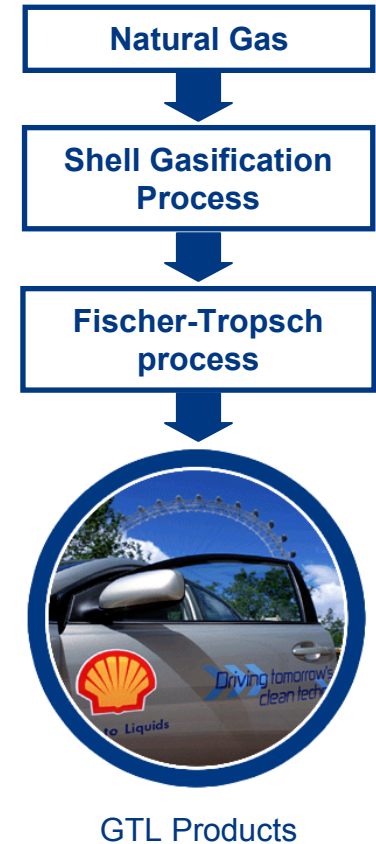 Natural Gas
Shell Gasification
Process
Fischer-Tropsch
process
Driving tomorrow's
clean tech
to Liquids
GTL Products